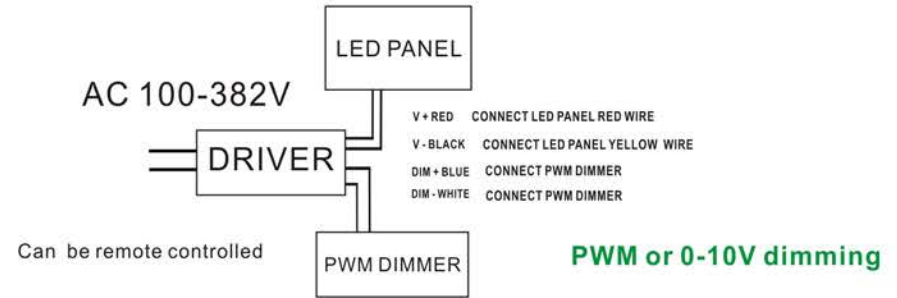 LED PANEL
AC 100-382V
V + RED CONNECT LED PANEL RED WIRE
V - BLACK CONNECT LED PANEL YELLOW WIRE
DRIVER
DIM + BLUE CONNECT PWM DIMMER
DIM - WHITE CONNECT PWM DIMMER
Can be remote controlled
PWM DIMMER
PWM or 0-10V dimming